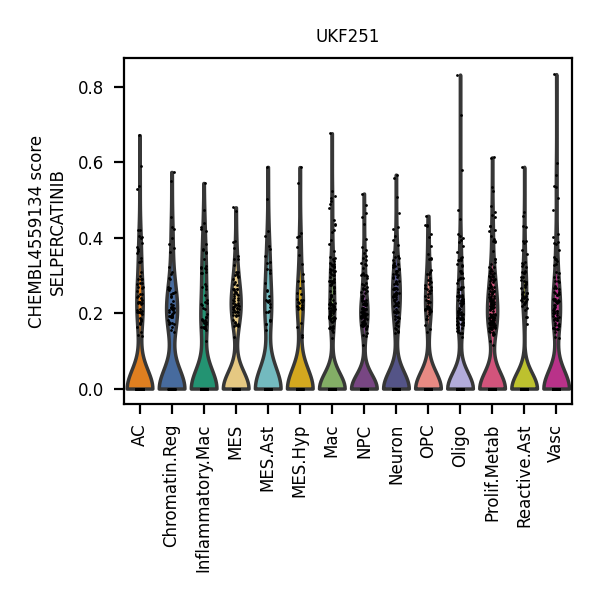 UKF251
CHEMBL4559134 score
SELPERCATINIB
0.8
0.6
0.4
0.2
0.0
AC
Chromatin.Reg
Inflammatory.Mac
MES
MES.Ast
MES.Hyp
Mac
NPC
Neuron
OPC
Oligo
Prolif.Metab
Reactive.Ast
Vasc